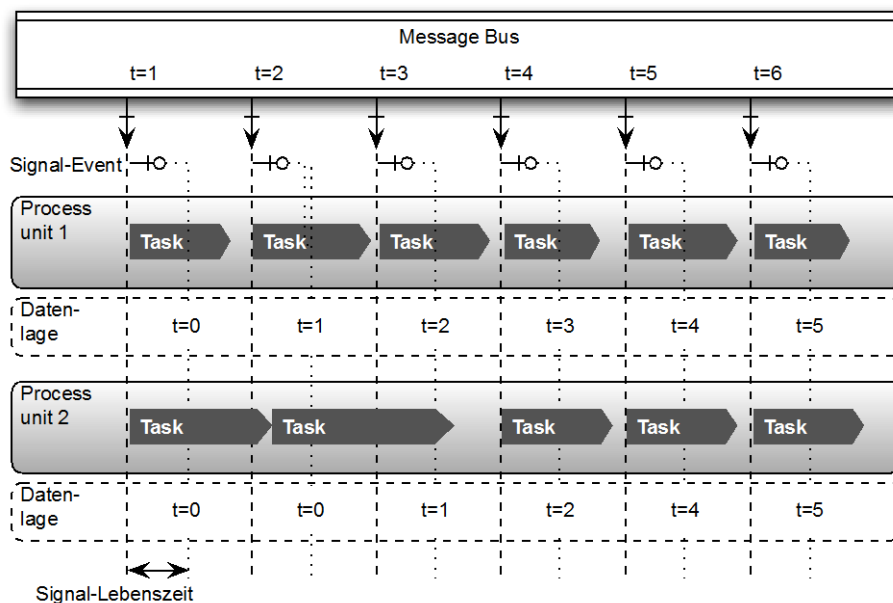 Message Bus
t=1 t=2 t=3 t=4 t=5 t=6
Signal-Event
Process
unit 1
Task Task Task Task Task Task
Daten-
lage
t=0 t=1 t=2 t=3 t=4 t=5
Process
unit 2
Task Task Task Task Task
Daten-
lage
t=0 t=0 t=1 t=2 t=4 t=5
Signal-Lebenszeit